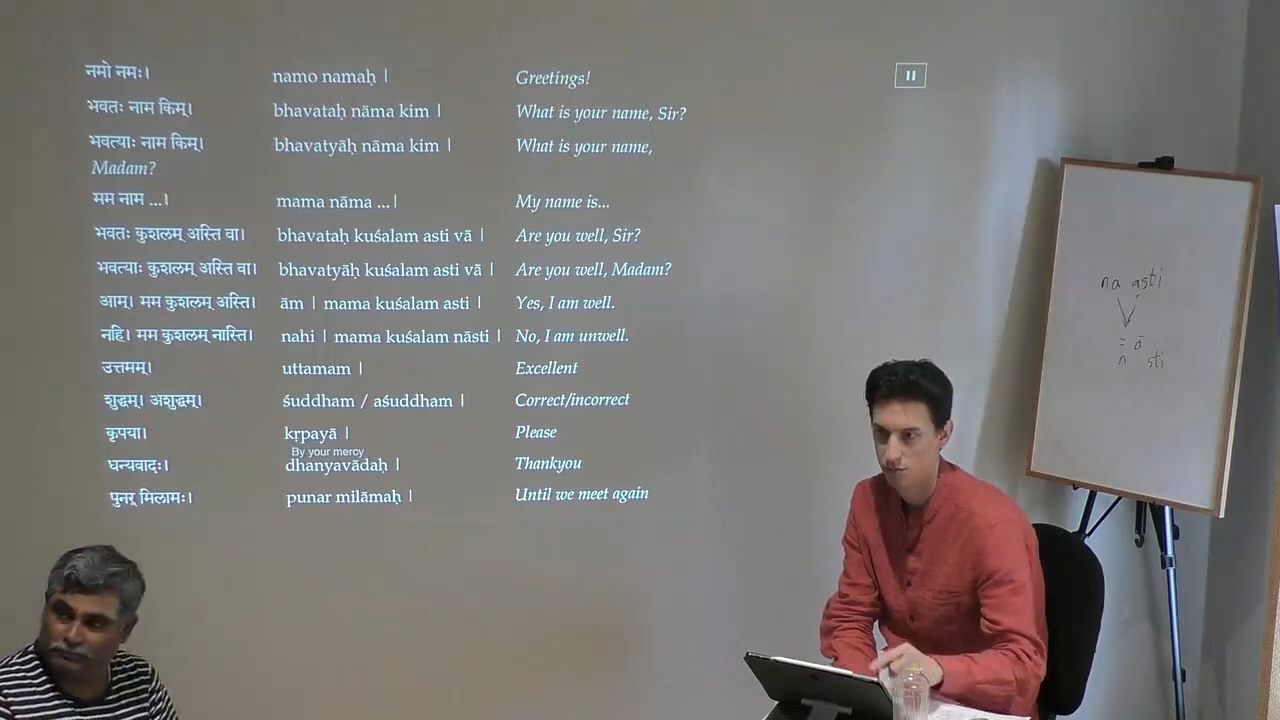 नमो नमः। namo namaḥ | Greetings!
भवतः नाम किम्। bhavataḥ nāma kim | What is your name, Sir?
भवत्याः नाम किम्। bhavatyāḥ nāma kim | What is your name,
Madam?
मम नाम ...। mama nāma ... | My name is...
भवतः कुशलम् अस्ति वा। bhavataḥ kuśalam asti vā | Are you well, Sir?
भवत्याः कुशलम् अस्ति वा। bhavatyāḥ kuśalam asti vā | Are you well, Madam?
आम्। मम कुशलम् अस्ति। ām | mama kuśalam asti | Yes, I am well.
नहि। मम कुशलम् नास्ति। nahi | mama kuśalam nāsti | No, I am unwell.
उत्तमम्। uttamam | Excellent
शुद्धम्। अशुद्धम्। śuddham / aśuddham | Correct/incorrect
कृपया। kṛpayā | Please
By your mercy
धन्यवादः। dhanyavādaḥ | Thankyou
पुनर् मिलामः। punar milāmaḥ | Until we meet again
na asti
= ā
n sti